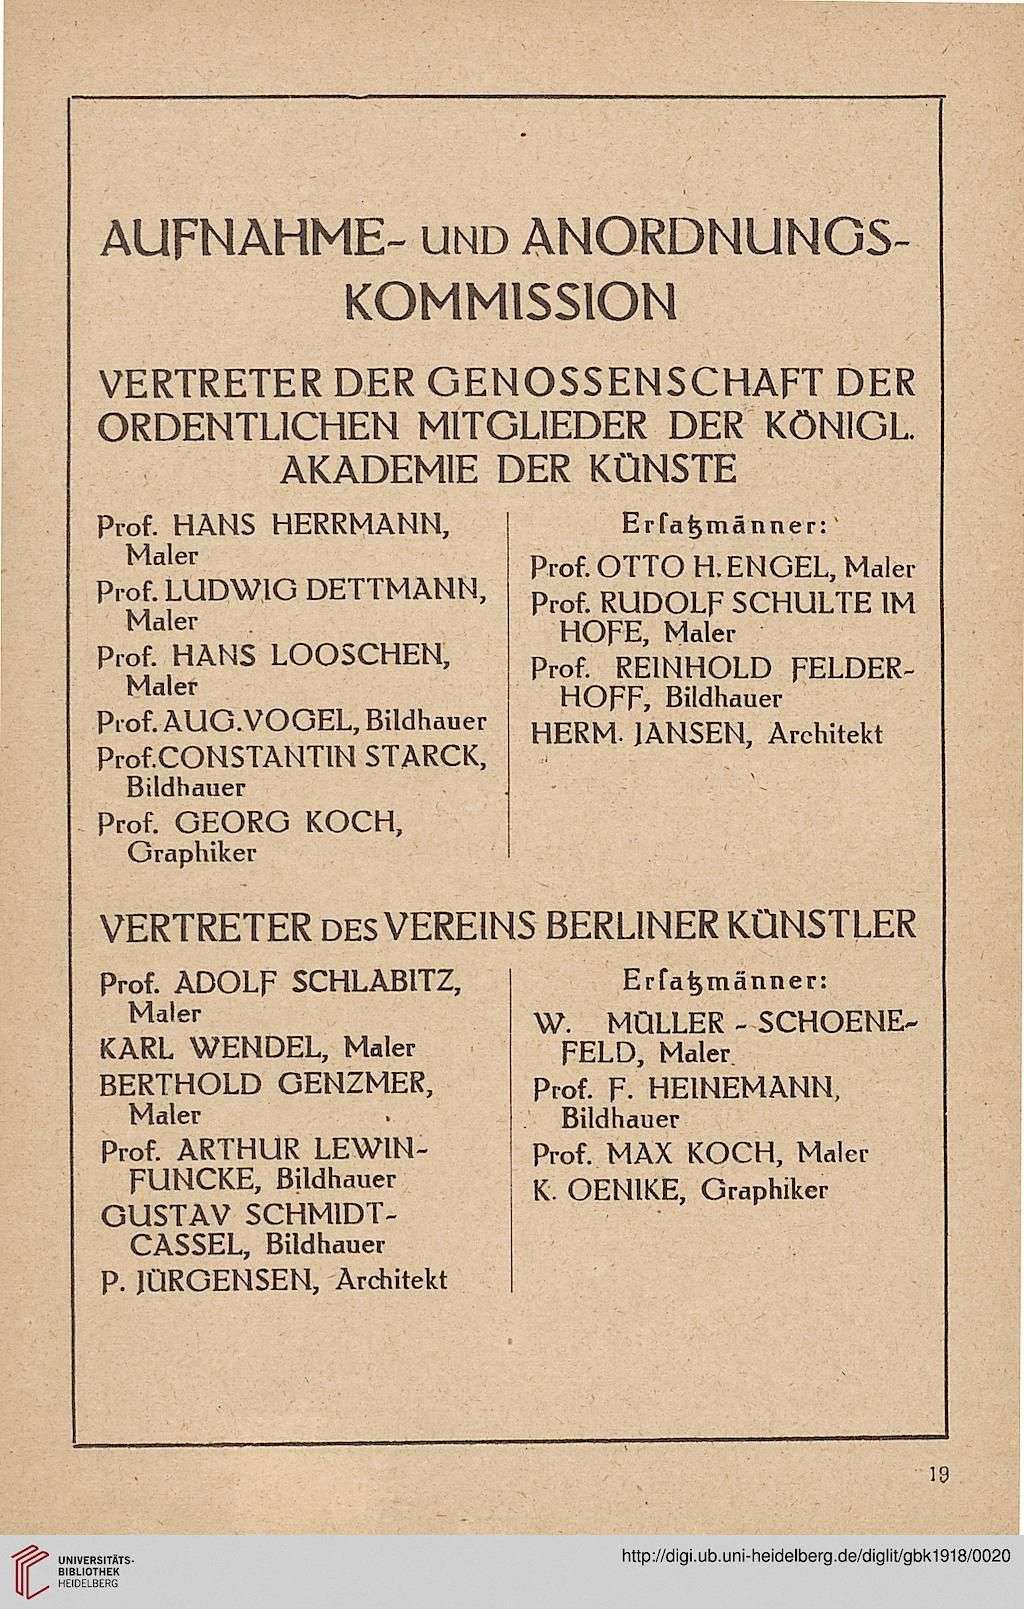 AUFNAHME- UND ANORDNUNGS-
KOMMISSION
VERTRETER DER GENOSSENSCHAFT DER
ORDENTLICHEN MITGLIEDER DER KÖNIGL.
AKADEMIE DER KÜNSTE
Prof. HANS HERRMANN,
Maler
Prof. LUDWIG DETTMANN,
Maler
Prof. HANS LOOSCHEN,
Maler
Prof. AUG. VOGEL, Bildhauer
Prof. CONSTANTIN STARCK,
Bildhauer
Prof. GEORG KOCH,
Graphiker
Erſatzmänner:
Prof. OTTO H. ENGEL, Maler
Prof. RUDOLF SCHULTE IM
HOFE, Maler
Prof. REINHOLD FELDER-
HOFF, Bildhauer
HERM. JANSEN, Architekt
VERTRETER DES VEREINS BERLINER KÜNSTLER
Prof. ADOLF SCHLABITZ,
Maler
KARL WENDEL, Maler
BERTHOLD GENZMER,
Maler
Prof. ARTHUR LEWIN-
FUNCKE, Bildhauer
GUSTAV SCHMIDT-
CASSEL, Bildhauer
P. JÜRGENSEN, Architekt
Erſatzmänner:
W. MÜLLER - SCHOENE-
FELD, Maler
Prof. F. HEINEMANN,
Bildhauer
Prof. MAX KOCH, Maler
K. OENIKE, Graphiker
19
UNIVERSITÄTS-
BIBLIOTHEK
HEIDELBERG
http://digi.ub.uni-heidelberg.de/diglit/gbk1918/0020